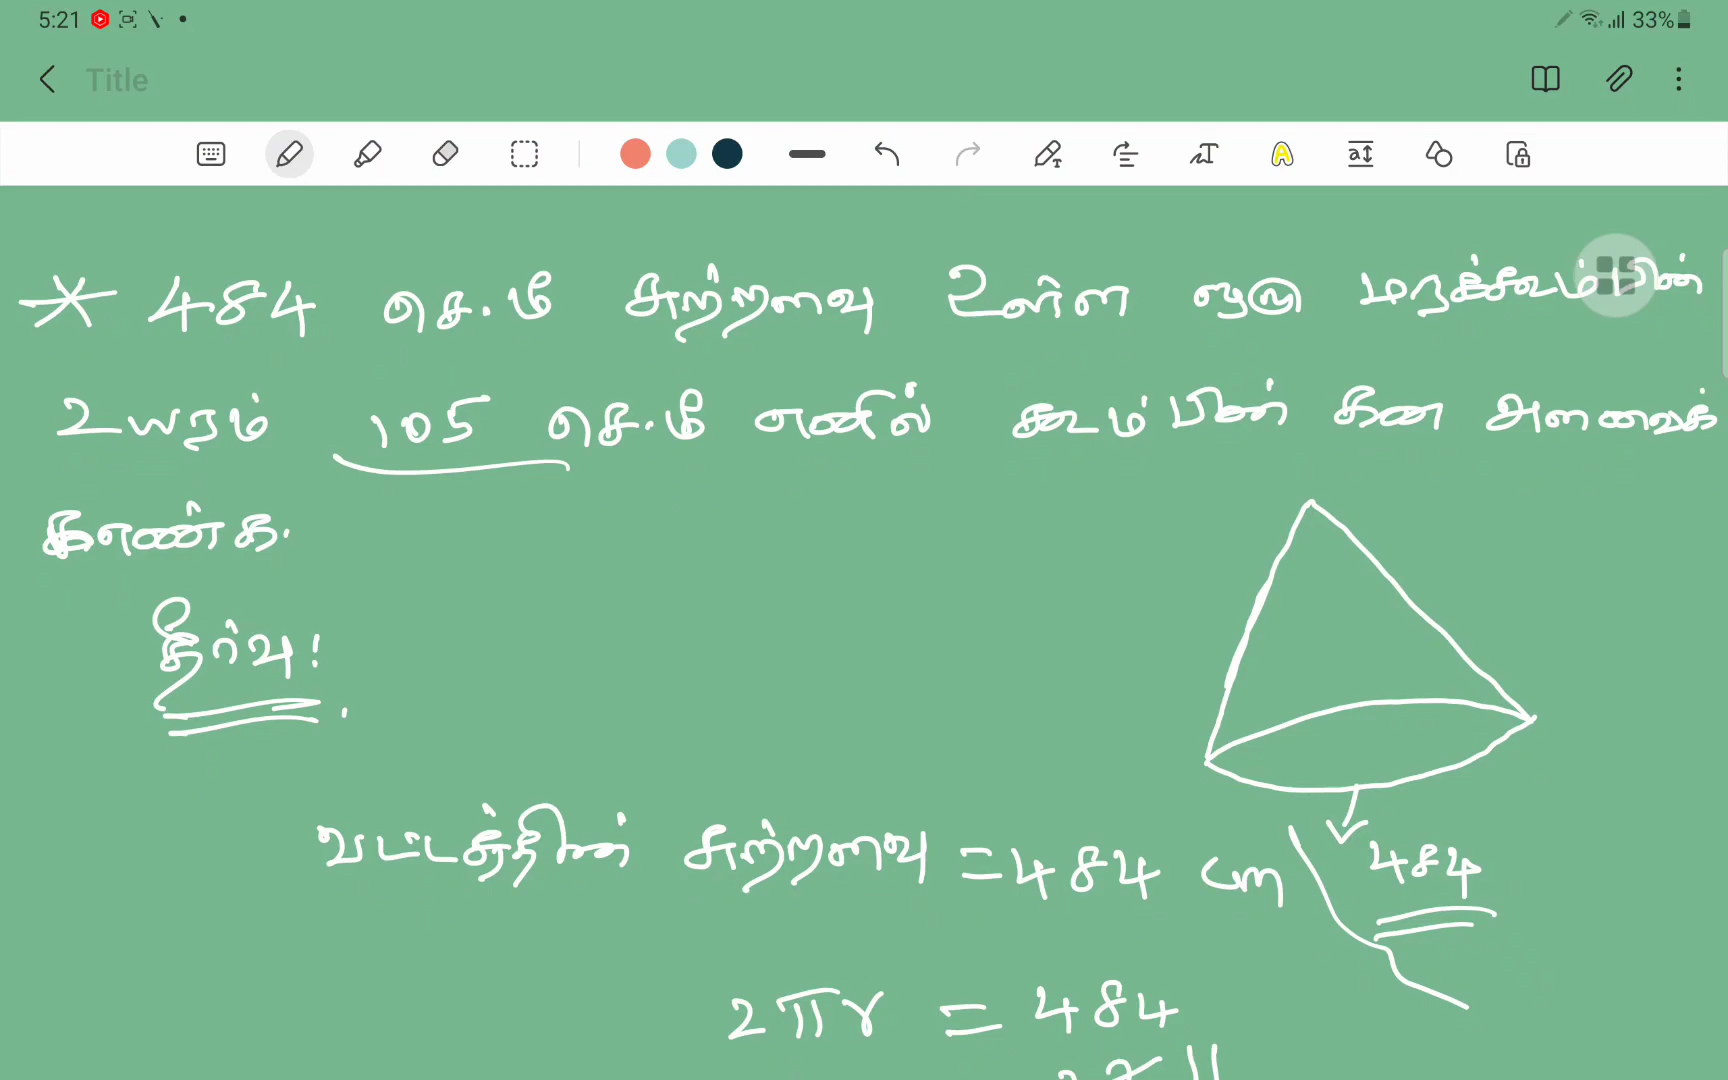 5:21
33%
Title
* 484 செ.மீ சுற்றளவு உள்ள ஒரு மரக்கூம்பின்
உயரம் 105 செ.மீ எனில் கூம்பின் கன அளவைக்
காண்க.
தீர்வு:
வட்டத்தின் சுற்றளவு = 484 cm
484
2πr = 484